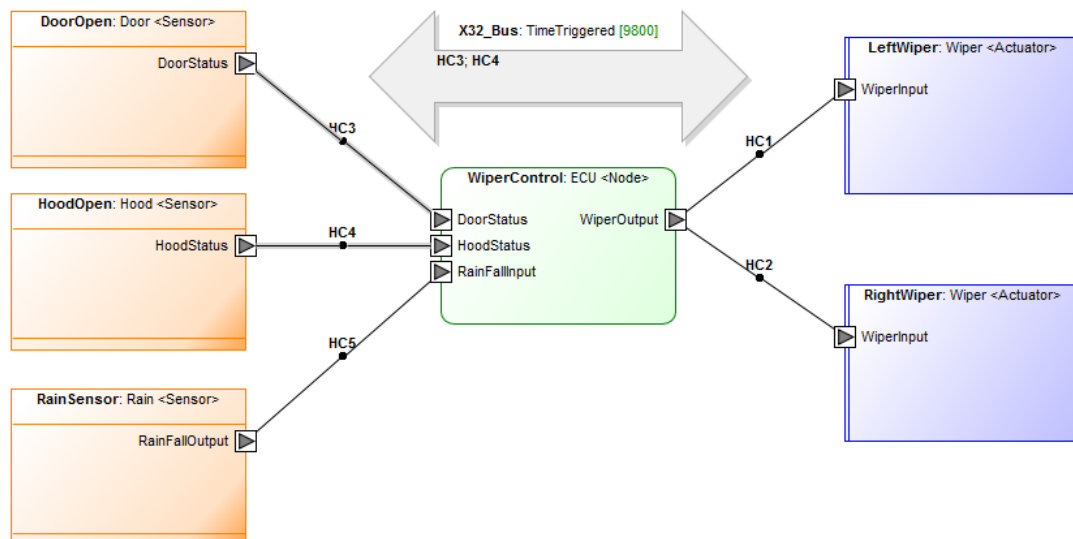 DoorOpen: Door <Sensor>
DoorStatus
X32_Bus: TimeTriggered [9800]
HC3; HC4
LeftWiper: Wiper <Actuator>
WiperInput
HC3
HC1
WiperControl: ECU <Node>
DoorStatus
WiperOutput
HoodStatus
RainFallInput
HoodOpen: Hood <Sensor>
HoodStatus
HC4
HC2
RightWiper: Wiper <Actuator>
WiperInput
HC5
RainSensor: Rain <Sensor>
RainFallOutput